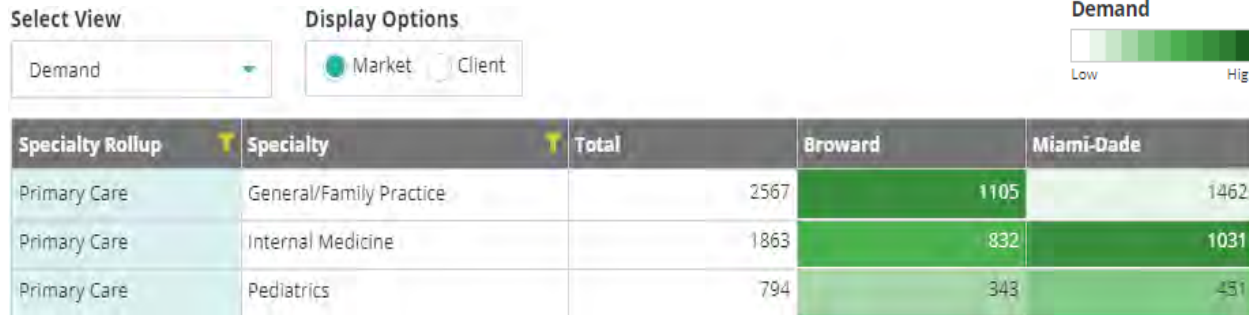 Select View Display Options Demand
Demand Market Client
Low Hig
Specialty Rollup Specialty Total Broward Miami-Dade
Primary Care General/Family Practice 2567 1105 1462
Primary Care Internal Medicine 1863 832 1031
Primary Care Pediatrics 794 343 451